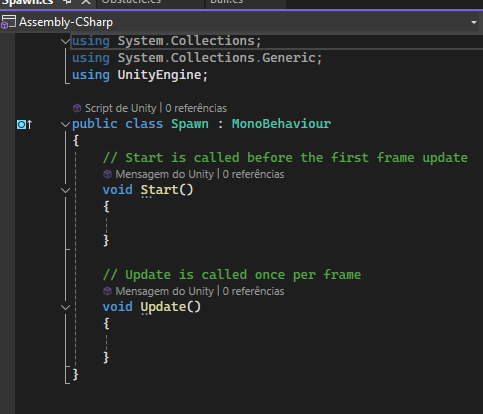 Spawn.cs
Obstacle.cs
Ball.cs
Assembly-CSharp
using System.Collections;
using System.Collections.Generic;
using UnityEngine;
Script de Unity | 0 referências
public class Spawn : MonoBehaviour
{
// Start is called before the first frame update
Mensagem do Unity | 0 referências
void Start()
{
}
// Update is called once per frame
Mensagem do Unity | 0 referências
void Update()
{
}
}